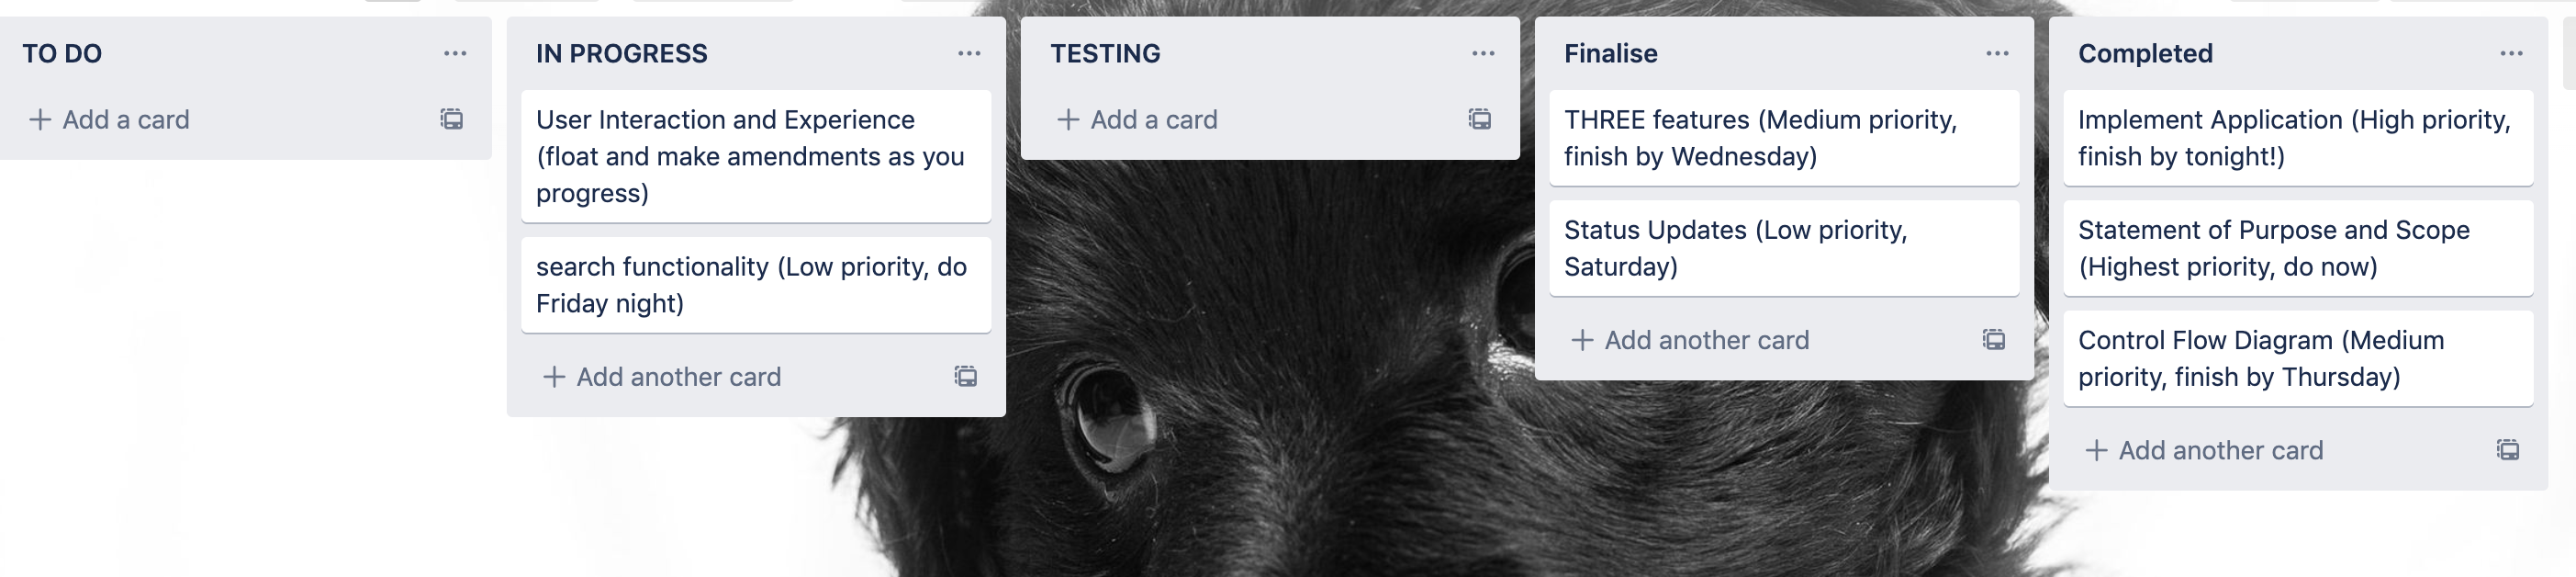 TO DO
Add a card
IN PROGRESS
User Interaction and Experience
(float and make amendments as you
progress)
search functionality (Low priority, do
Friday night)
Add another card
TESTING
Add a card
Finalise
THREE features (Medium priority,
finish by Wednesday)
Status Updates (Low priority,
Saturday)
Add another card
Completed
Implement Application (High priority,
finish by tonight!)
Statement of Purpose and Scope
(Highest priority, do now)
Control Flow Diagram (Medium
priority, finish by Thursday)
Add another card